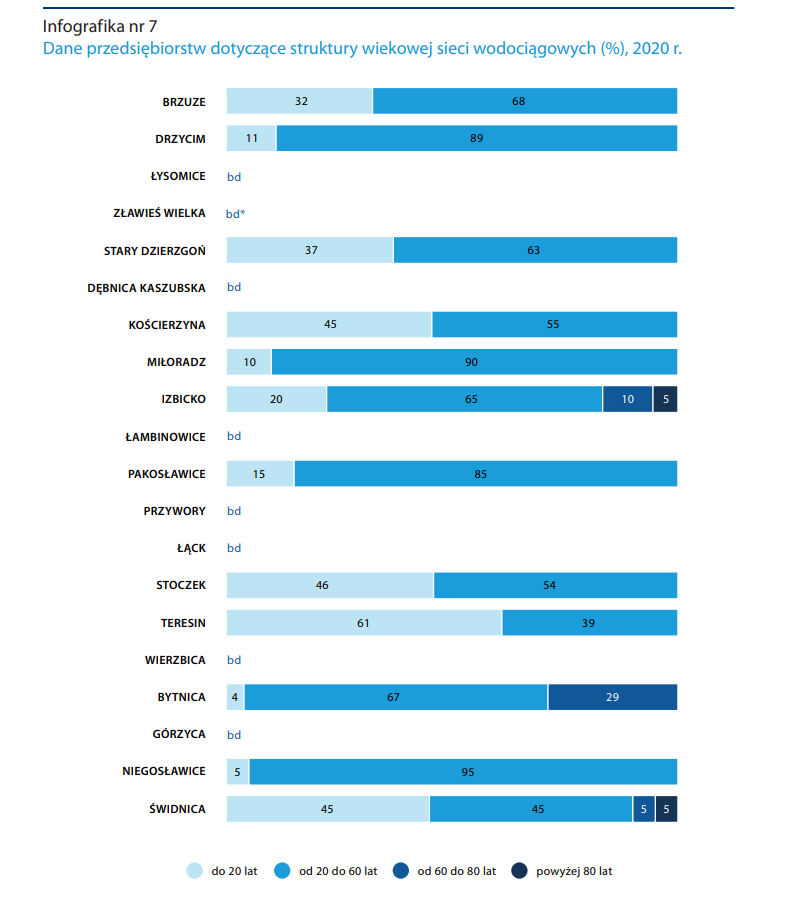 Infografika nr 7
Dane przedsiębiorstw dotyczące struktury wiekowej sieci wodociągowych (%), 2020 r.
BRZUZE 32 68
DRZYCIM 11 89
ŁYSOMICE bd
ZŁAWIEŚ WIELKA bd*
STARY DZIERZGOŃ 37 63
DĘBNICA KASZUBSKA bd
KOŚCIERZYNA 45 55
MIŁORADZ 10 90
IZBICKO 20 65 10 5
ŁAMBINOWICE bd
PAKOSŁAWICE 15 85
PRZYWORY bd
ŁĄCK bd
STOCZEK 46 54
TERESIN 61 39
WIERZBICA bd
BYTNICA 4 67 29
GÓRZYCA bd
NIEGOSŁAWICE 5 95
ŚWIDNICA 45 45 5 5
do 20 lat od 20 do 60 lat od 60 do 80 lat powyżej 80 lat